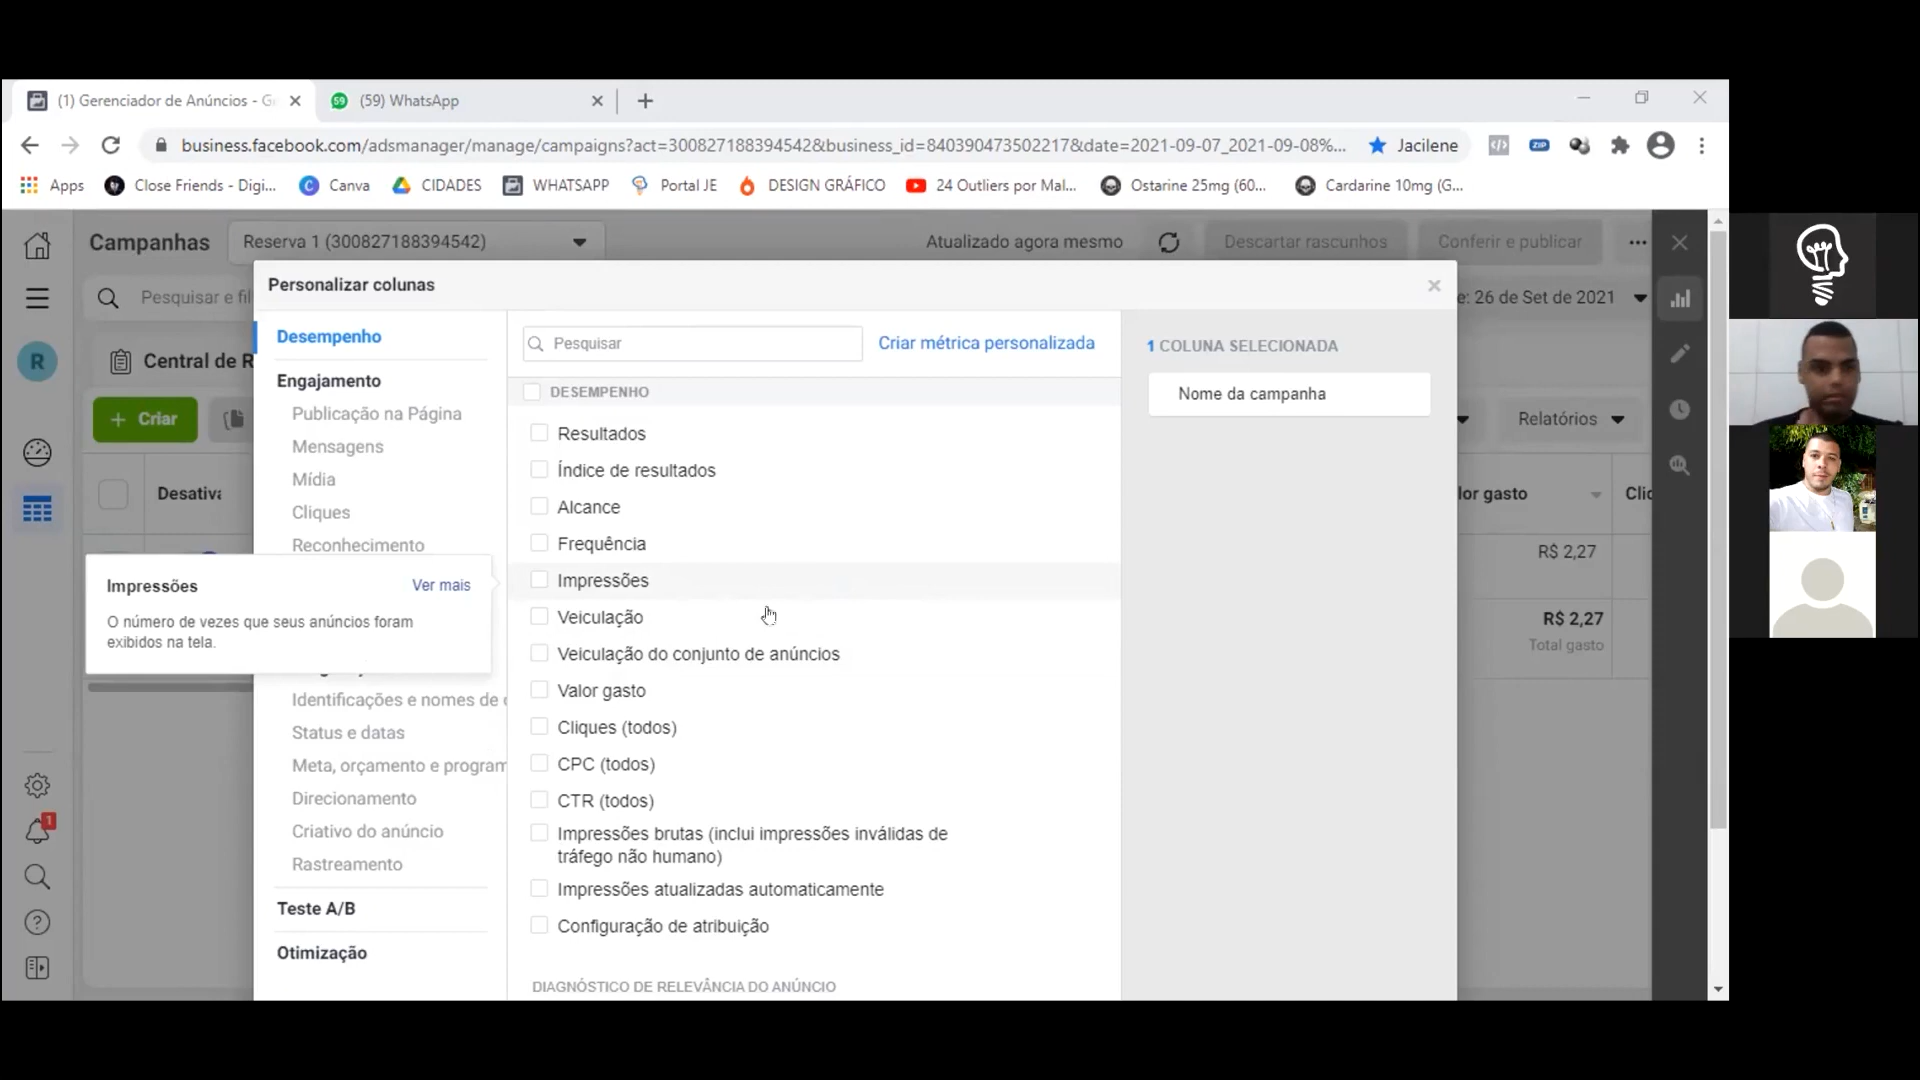 (1) Gerenciador de Anúncios - G
(59) WhatsApp
business.facebook.com/adsmanager/manage/campaigns?act=300827188394542&business_id=840390473502217&date=2021-09-07_2021-09-08%...
Jacilene
Apps
Close Friends - Digi...
Canva
CIDADES
WHATSAPP
Portal JE
DESIGN GRÁFICO
24 Outliers por Mal...
Ostarine 25mg (60...
Cardarine 10mg (G...
Campanhas
Reserva 1 (300827188394542)
Atualizado agora mesmo
Descartar rascunhos
Conferir e publicar
Pesquisar e fil
e: 26 de Set de 2021
R
Central de R
+ Criar
Relatórios
Desativa
lor gasto
Clic
R$ 2,27
R$ 2,27
Total gasto
1
Personalizar colunas
Desempenho
Engajamento
Publicação na Página
Mensagens
Mídia
Cliques
Reconhecimento
Identificações e nomes de
Status e datas
Meta, orçamento e program
Direcionamento
Criativo do anúncio
Rastreamento
Teste A/B
Otimização
Impressões
Ver mais
O número de vezes que seus anúncios foram
exibidos na tela.
Pesquisar
Criar métrica personalizada
DESEMPENHO
Resultados
Índice de resultados
Alcance
Frequência
Impressões
Veiculação
Veiculação do conjunto de anúncios
Valor gasto
Cliques (todos)
CPC (todos)
CTR (todos)
Impressões brutas (inclui impressões inválidas de
tráfego não humano)
Impressões atualizadas automaticamente
Configuração de atribuição
DIAGNÓSTICO DE RELEVÂNCIA DO ANÚNCIO
1 COLUNA SELECIONADA
Nome da campanha